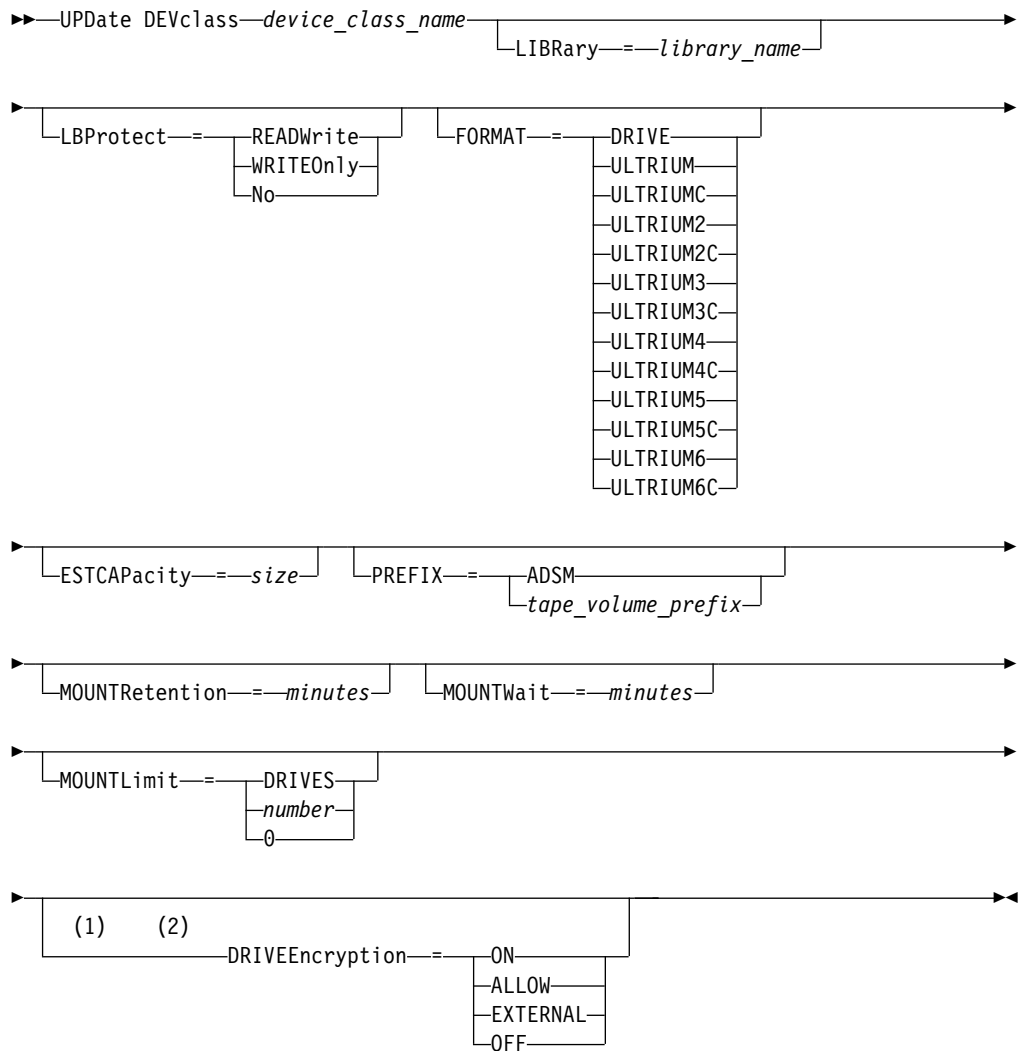 UPDate DEVclass device_class_name
LIBRary = library_name
LBProtect = READWrite FORMAT = DRIVE
WRITEOnly ULTRIUM
No ULTRIUMC
ULTRIUM2
ULTRIUM2C
ULTRIUM3
ULTRIUM3C
ULTRIUM4
ULTRIUM4C
ULTRIUM5
ULTRIUM5C
ULTRIUM6
ULTRIUM6C
ESTCAPacity = size PREFIX = ADSM
tape_volume_prefix
MOUNTRetention = minutes MOUNTWait = minutes
MOUNTLimit = DRIVES
number
0
(1) (2)
DRIVEEncryption = ON
ALLOW
EXTERNAL
OFF